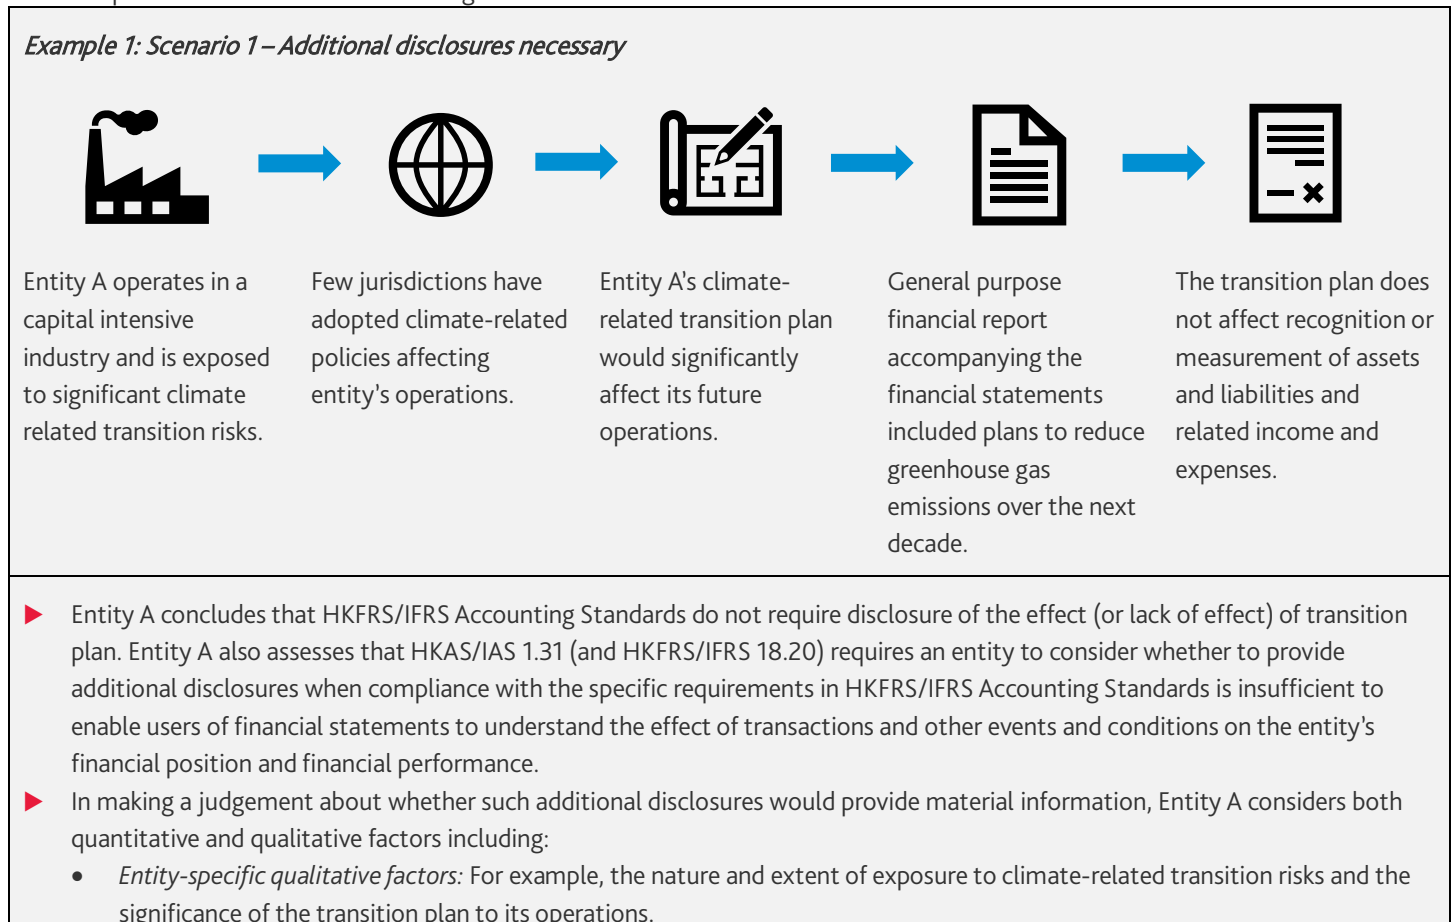 Example 1: Scenario 1 – Additional disclosures necessary
Entity A operates in a
capital intensive
industry and is exposed
to significant climate
related transition risks.
Few jurisdictions have
adopted climate-related
policies affecting
entity's operations.
Entity A's climate-
related transition plan
would significantly
affect its future
operations.
General purpose
financial report
accompanying the
financial statements
included plans to reduce
greenhouse gas
emissions over the next
decade.
The transition plan does
not affect recognition or
measurement of assets
and liabilities and
related income and
expenses.
Entity A concludes that HKFRS/IFRS Accounting Standards do not require disclosure of the effect (or lack of effect) of transition
plan. Entity A also assesses that HKAS/IAS 1.31 (and HKFRS/IFRS 18.20) requires an entity to consider whether to provide
additional disclosures when compliance with the specific requirements in HKFRS/IFRS Accounting Standards is insufficient to
enable users of financial statements to understand the effect of transactions and other events and conditions on the entity's
financial position and financial performance.
In making a judgement about whether such additional disclosures would provide material information, Entity A considers both
quantitative and qualitative factors including:
• Entity-specific qualitative factors: For example, the nature and extent of exposure to climate-related transition risks and the
significance of the transition plan to its operations.